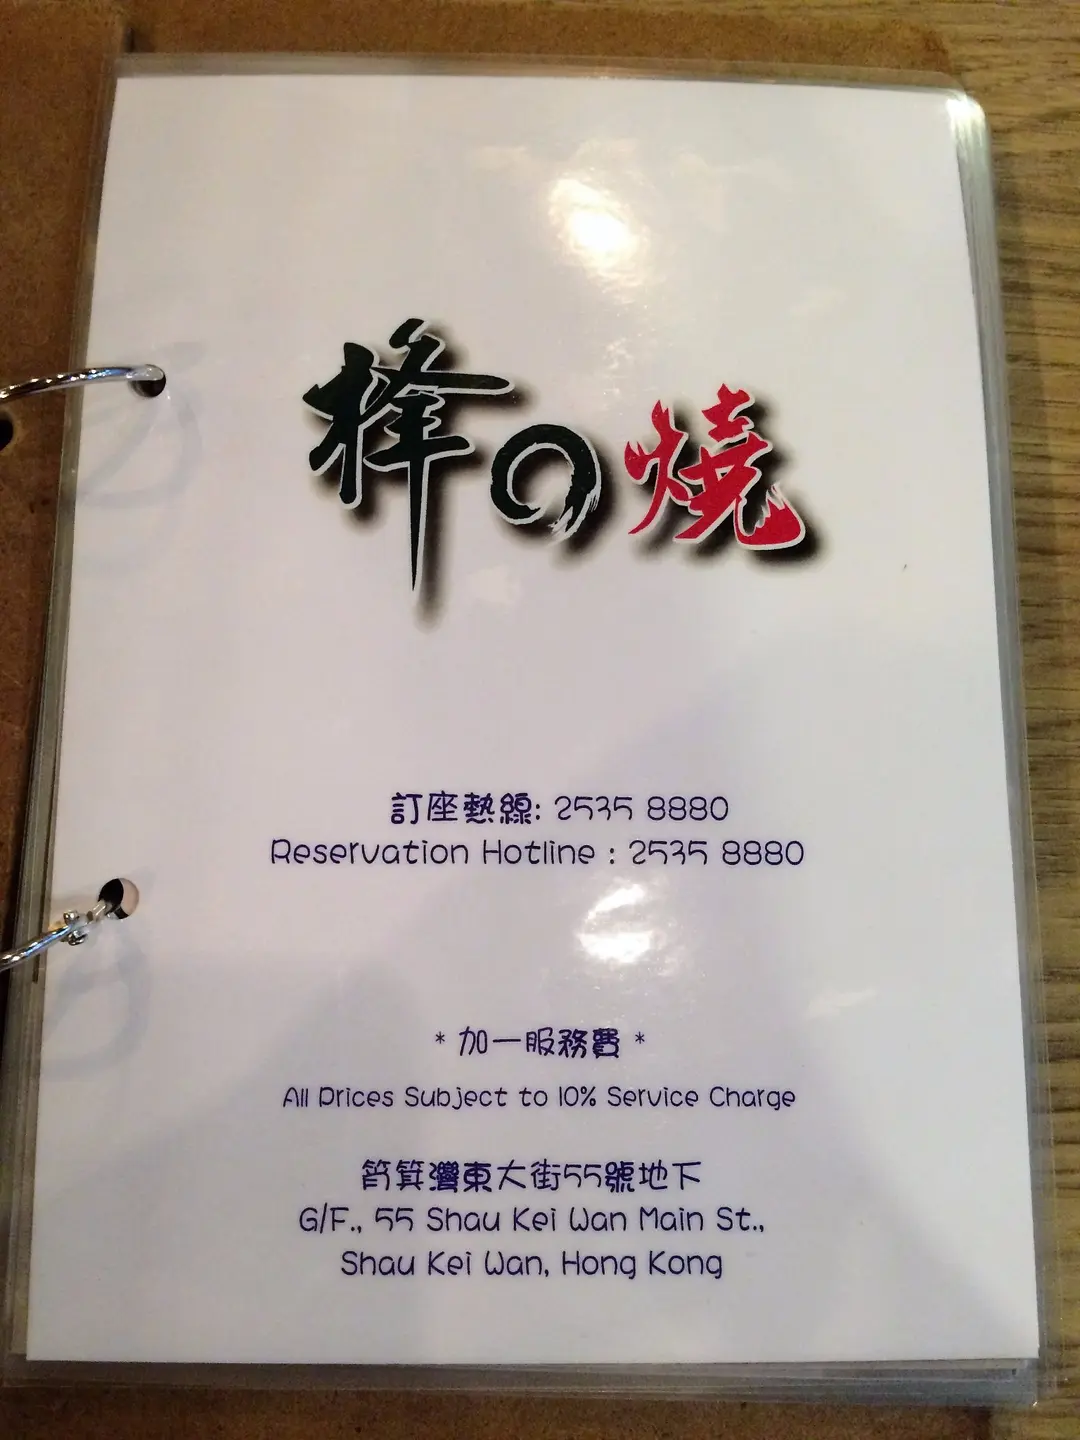 桻の燒
訂座熱線: 2535 8880
Reservation Hotline : 2535 8880
* 加一服務費 *
All Prices Subject to 10% Service Charge
筲箕灣東大街55號地下
G/F., 55 Shau Kei Wan Main St.,
Shau Kei Wan, Hong Kong